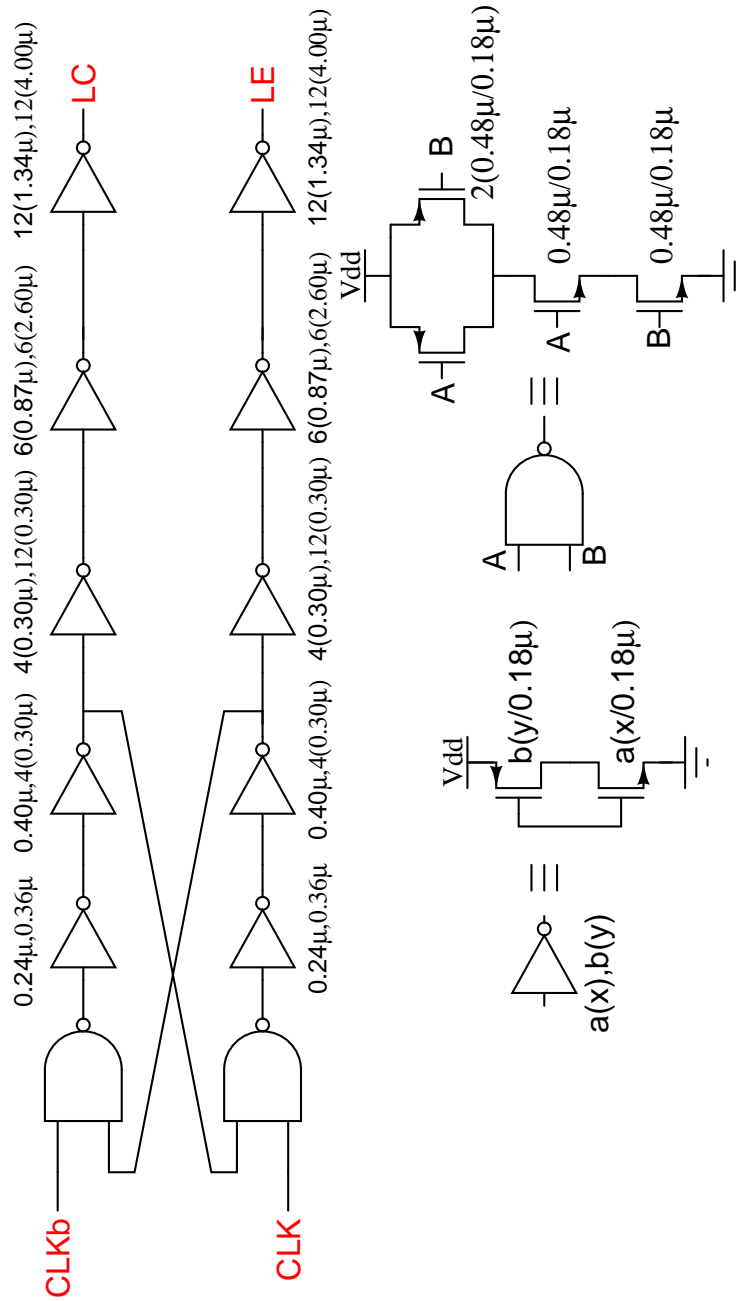 CLKb
0.24μ,0.36μ
0.40μ,4(0.30μ)
4(0.30μ),12(0.30μ)
6(0.87μ),6(2.60μ)
12(1.34μ),12(4.00μ)
LC
CLK
0.24μ,0.36μ
0.40μ,4(0.30μ)
4(0.30μ),12(0.30μ)
6(0.87μ),6(2.60μ)
12(1.34μ),12(4.00μ)
LE
a(x),b(y)
Vdd
b(y/0.18μ)
a(x/0.18μ)
A
B
Vdd
A
B
2(0.48μ/0.18μ)
A
0.48μ/0.18μ
B
0.48μ/0.18μ